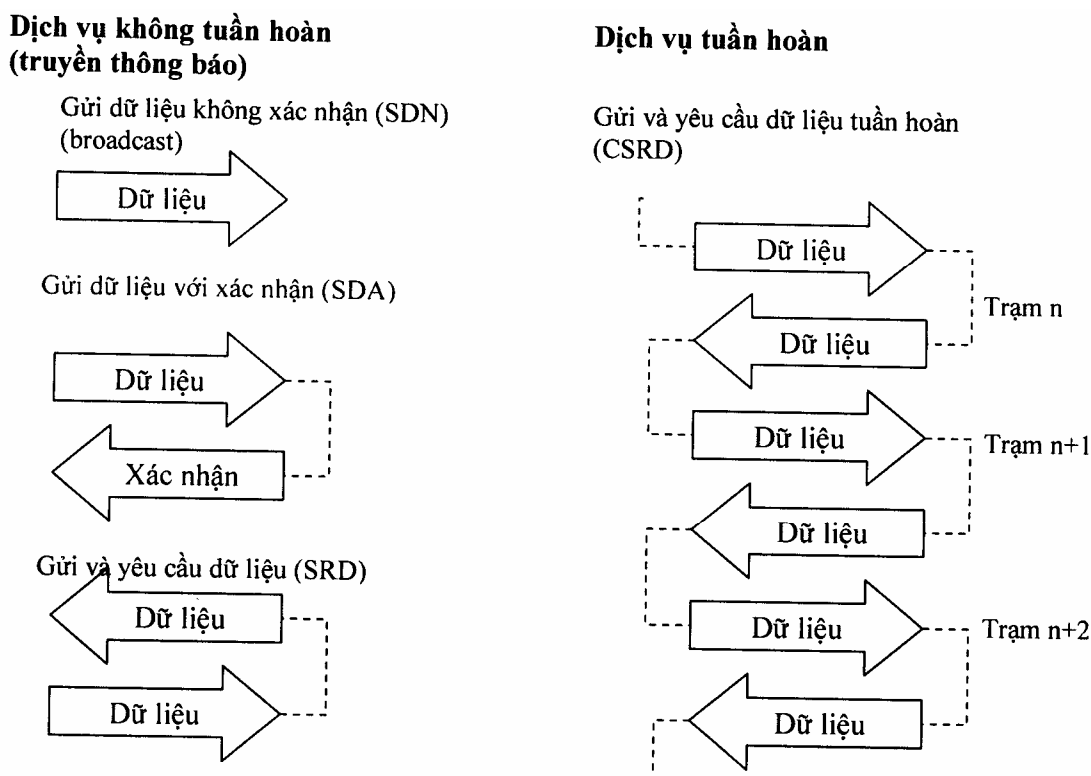 Dịch vụ không tuần hoàn
(truyền thông báo)
Gửi dữ liệu không xác nhận (SDN)
(broadcast)
Dữ liệu
Gửi dữ liệu với xác nhận (SDA)
Dữ liệu
Xác nhận
Gửi và yêu cầu dữ liệu (SRD)
Dữ liệu
Dữ liệu
Dịch vụ tuần hoàn
Gửi và yêu cầu dữ liệu tuần hoàn
(CSRD)
Dữ liệu
Trạm n
Dữ liệu
Dữ liệu
Trạm n+1
Dữ liệu
Dữ liệu
Trạm n+2
Dữ liệu